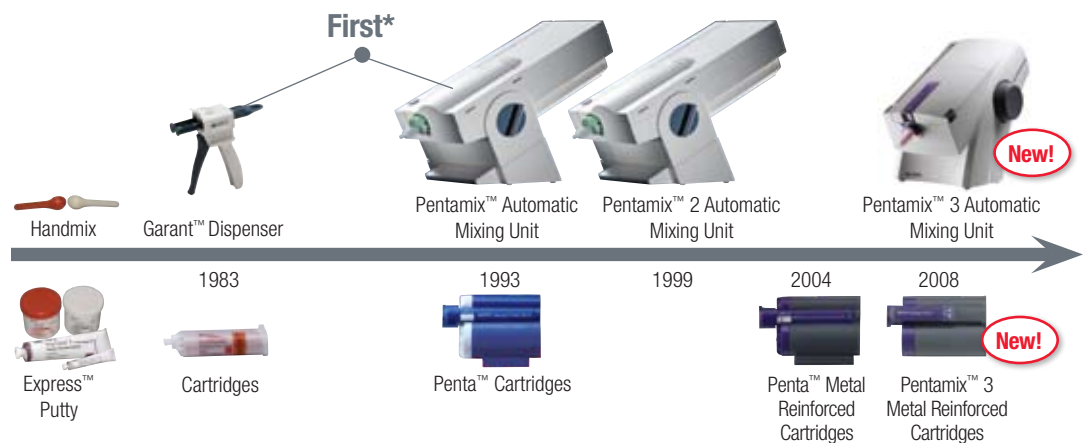 First*
New!
Handmix
Garant™ Dispenser
Pentamix™ Automatic
Mixing Unit
Pentamix™ 2 Automatic
Mixing Unit
Pentamix™ 3 Automatic
Mixing Unit
1983
1993
1999
2004
2008
New!
Express™
Putty
Cartridges
Penta™ Cartridges
Penta™ Metal
Reinforced
Cartridges
Pentamix™ 3
Metal Reinforced
Cartridges